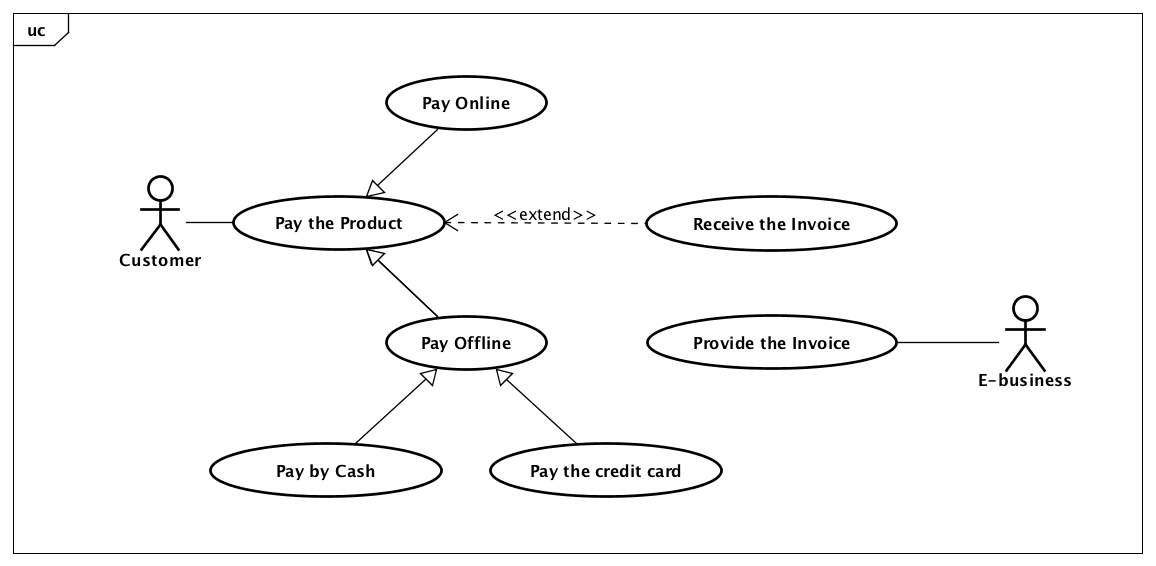 uc
Pay Online
Pay the Product
<<extend>>
Receive the Invoice
Customer
Pay Offline
Provide the Invoice
E-business
Pay by Cash
Pay the credit card